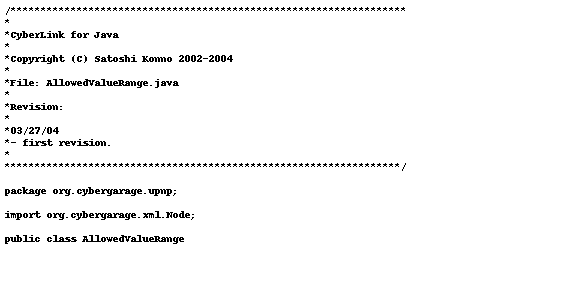 /******************************************************************
*
*CyberLink for Java
*
*Copyright (C) Satoshi Konno 2002-2004
*
*File: AllowedValueRange.java
*
*Revision:
*
*03/27/04
*- first revision.
*
******************************************************************/
package org.cybergarage.upnp;
import org.cybergarage.xml.Node;
public class AllowedValueRange